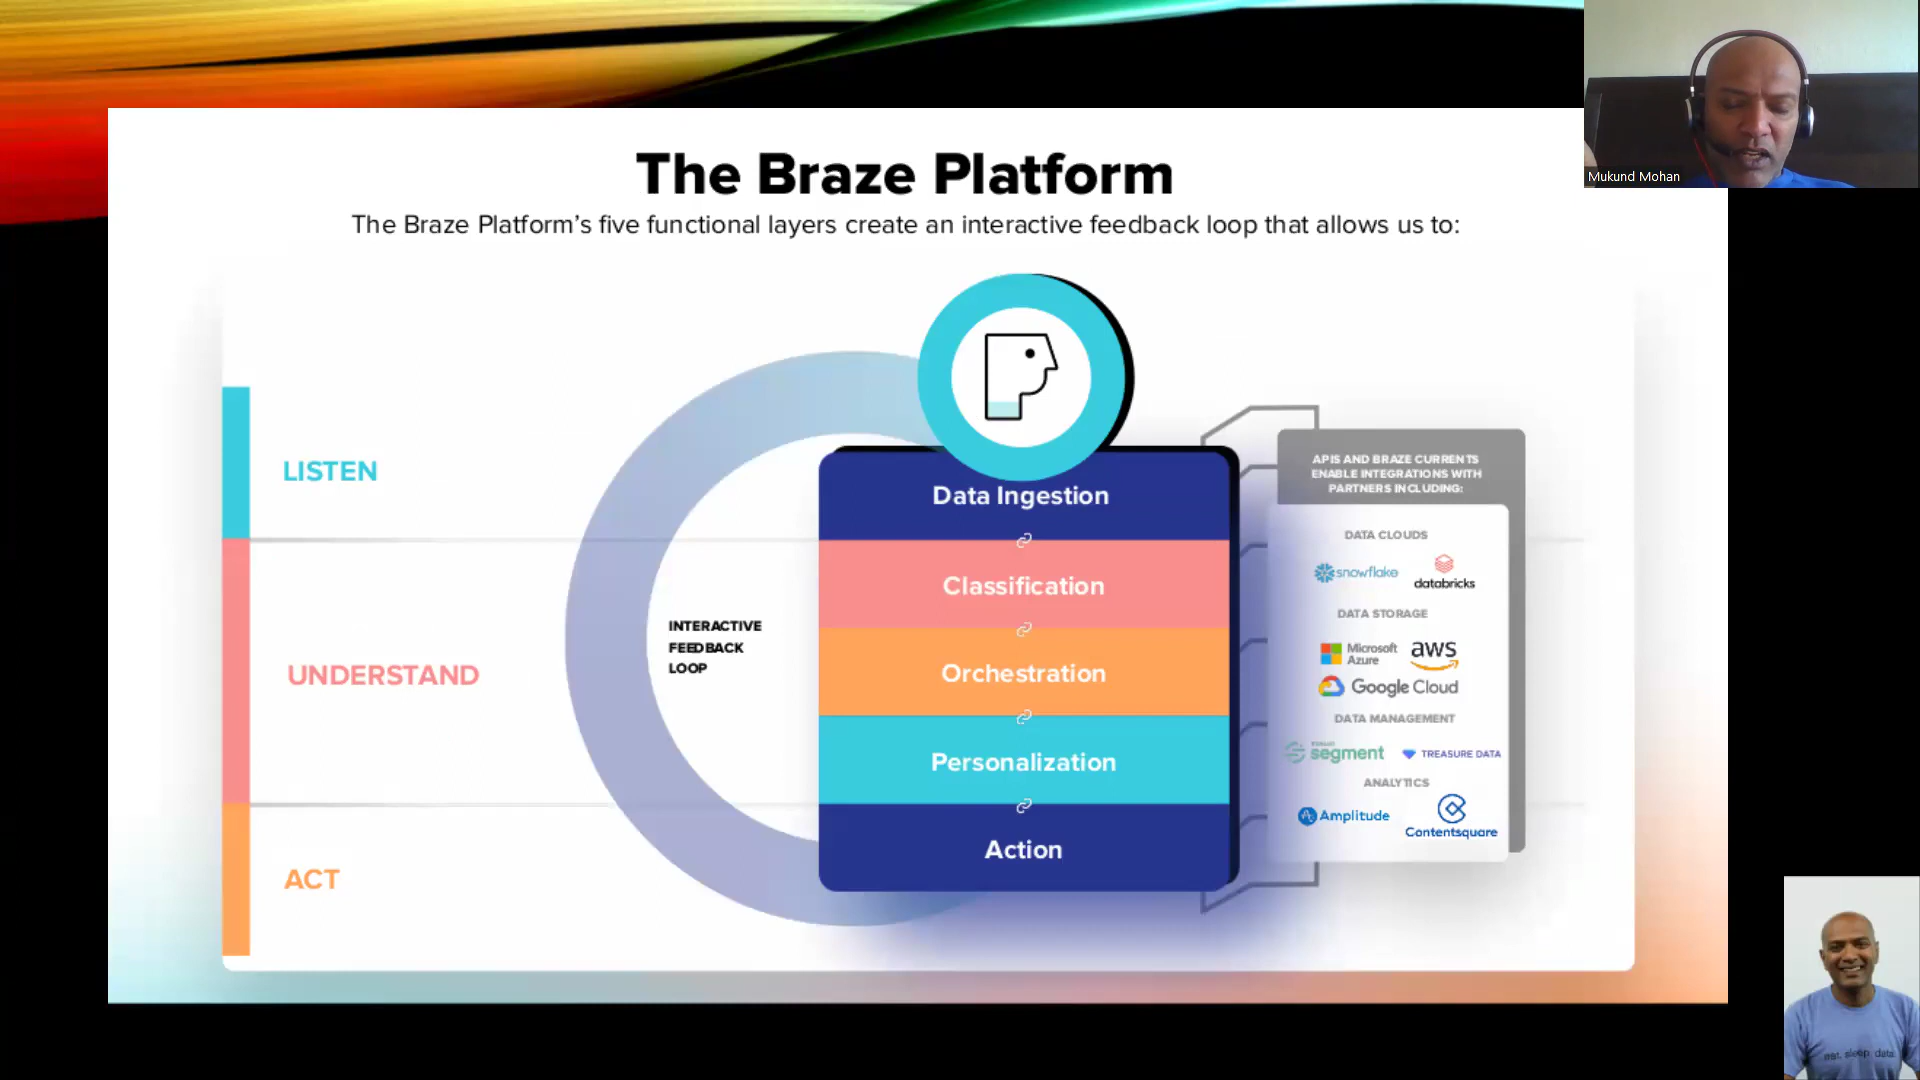 The Braze Platform
The Braze Platform's five functional layers create an interactive feedback loop that allows us to:
LISTEN
UNDERSTAND
ACT
INTERACTIVE
FEEDBACK
LOOP
Data Ingestion
Classification
Orchestration
Personalization
Action
APIS AND BRAZE CURRENTS
ENABLE INTEGRATIONS WITH
PARTNERS INCLUDING:
DATA CLOUDS
snowflake
databricks
DATA STORAGE
Microsoft
Azure
aws
Google Cloud
DATA MANAGEMENT
segment
TREASURE DATA
ANALYTICS
Amplitude
Contentsquare
Mukund Mohan
eat. sleep. data.